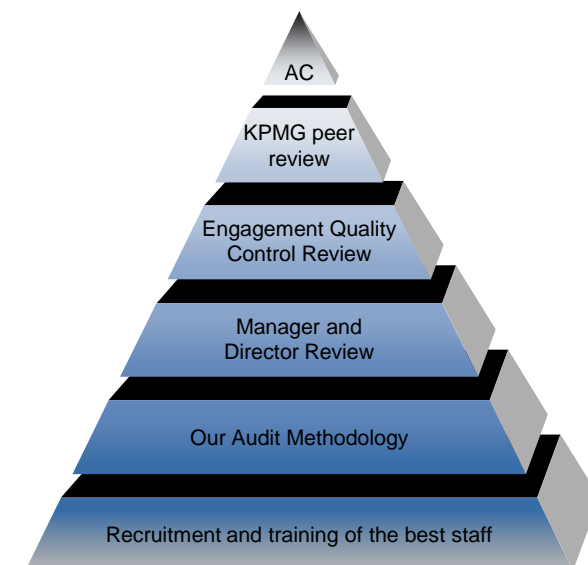 AC
KPMG peer
review
Engagement Quality
Control Review
Manager and
Director Review
Our Audit Methodology
Recruitment and training of the best staff